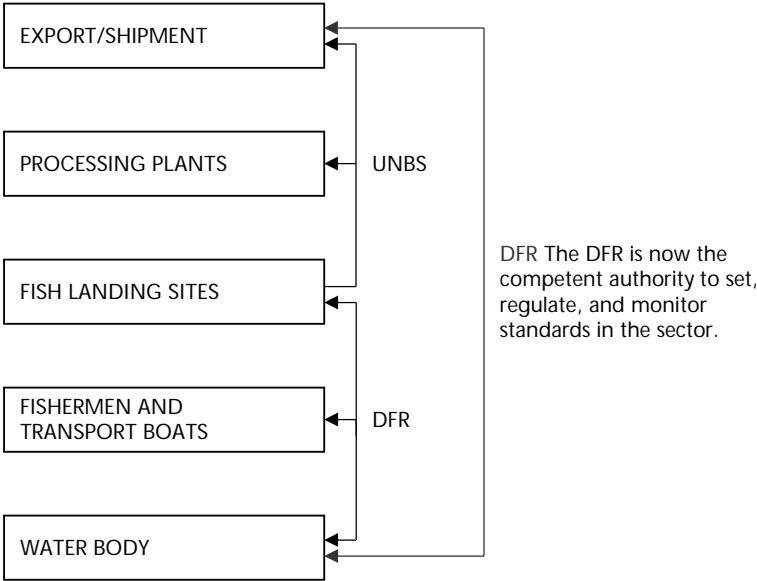 EXPORT/SHIPMENT
PROCESSING PLANTS
UNBS
DFR The DFR is now the
competent authority to set,
regulate, and monitor
standards in the sector.
FISH LANDING SITES
FISHERMEN AND
TRANSPORT BOATS
DFR
WATER BODY